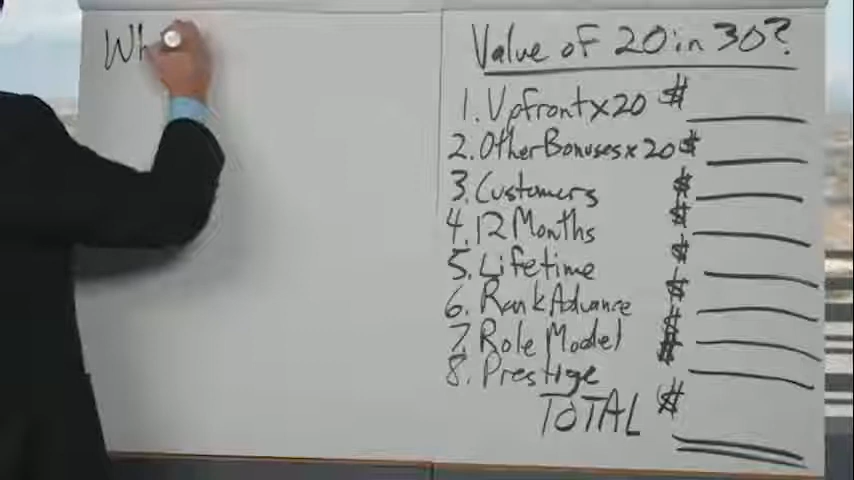 Wh
Value of 20 in 30?
1. Upfront x 20 $
2. Other Bonuses x 20 $
3. Customers $
4. 12 Months $
5. Lifetime $
6. Rank Advance $
7. Role Model $
8. Prestige $
TOTAL $